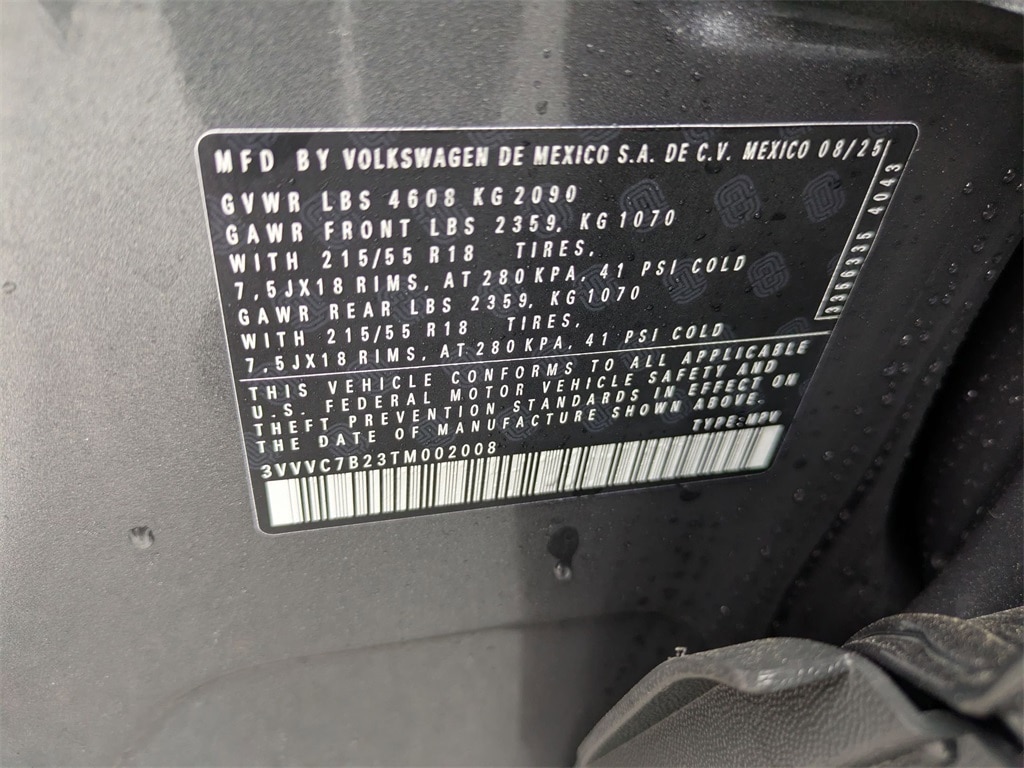 MFD BY VOLKSWAGEN DE MEXICO S.A. DE C.V. MEXICO 08/25
GVWR LBS 4608 KG 2090
GAWR FRONT LBS 2359, KG 1070
WITH 215/55 R18 TIRES,
7,5JX18 RIMS, AT 280 KPA, 41 PSI COLD
GAWR REAR LBS 2359, KG 1070
WITH 215/55 R18 TIRES,
7,5JX18 RIMS, AT 280 KPA, 41 PSI COLD
3356335 4043
THIS VEHICLE CONFORMS TO ALL APPLICABLE
U.S. FEDERAL MOTOR VEHICLE SAFETY AND
THEFT PREVENTION STANDARDS IN EFFECT ON
THE DATE OF MANUFACTURE SHOWN ABOVE.
TYPE:MPV
3VVVC7B23TM002008